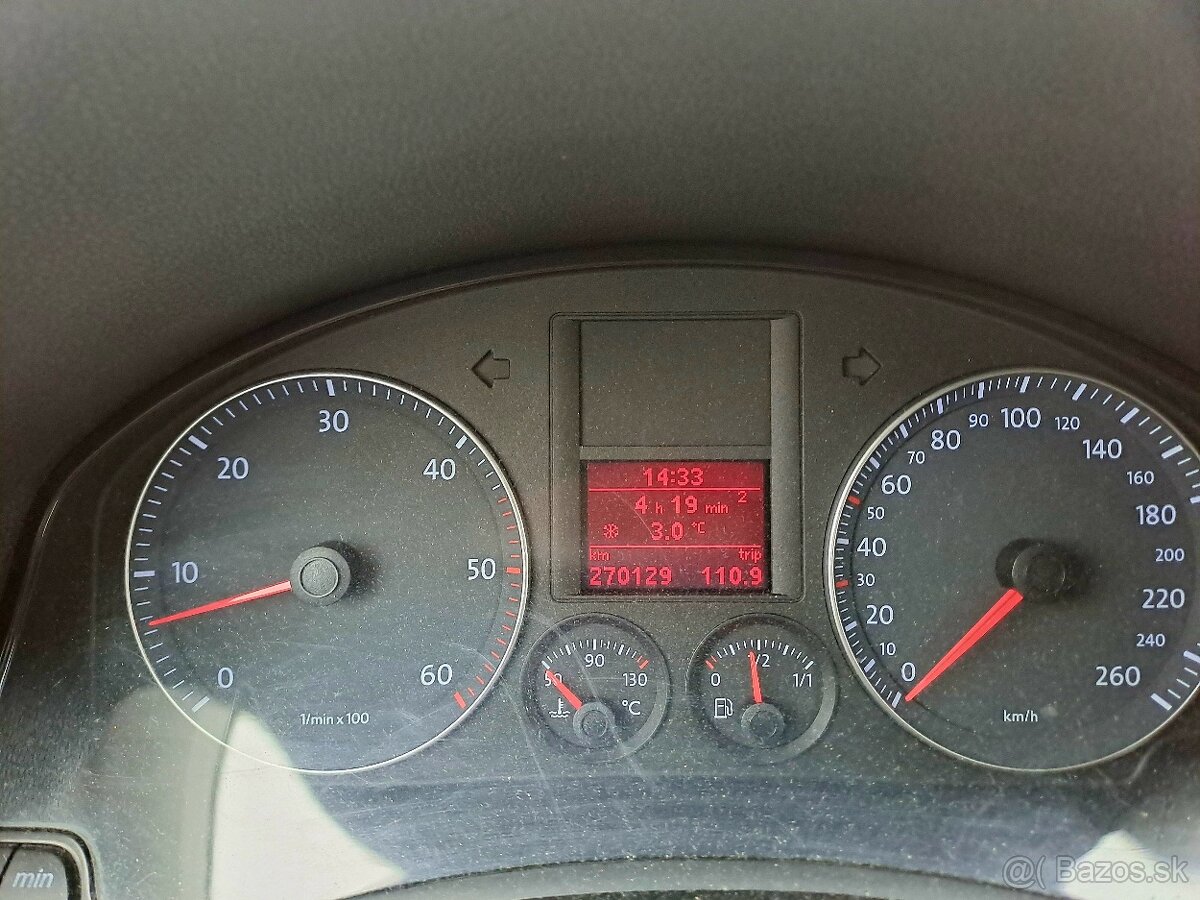 14:33
4 h 19 min 2
3.0 °C
km trip
270129 110.9
0 10 20 30 40 50 60
1/min x 100
50 90 130
°C
0 1/2 1/1
0 10 20 30 40 50 60 70 80 90 100 120 140 160 180 200 220 240 260
km/h
min
@( Bazos.sk